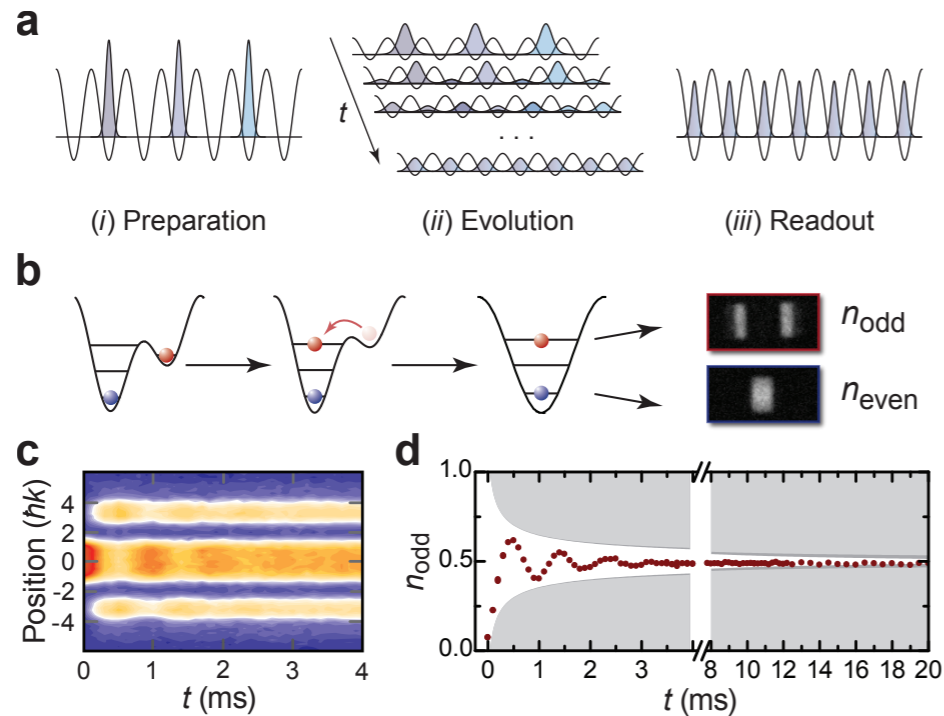 a
t
. . .
(i) Preparation
(ii) Evolution
(iii) Readout
b
n_odd
n_even
c
Position (ħk)
4
2
0
-2
-4
0
1
2
3
4
t (ms)
d
n_odd
1.0
0.5
0.0
0
1
2
3
8
10
12
14
16
18
20
t (ms)